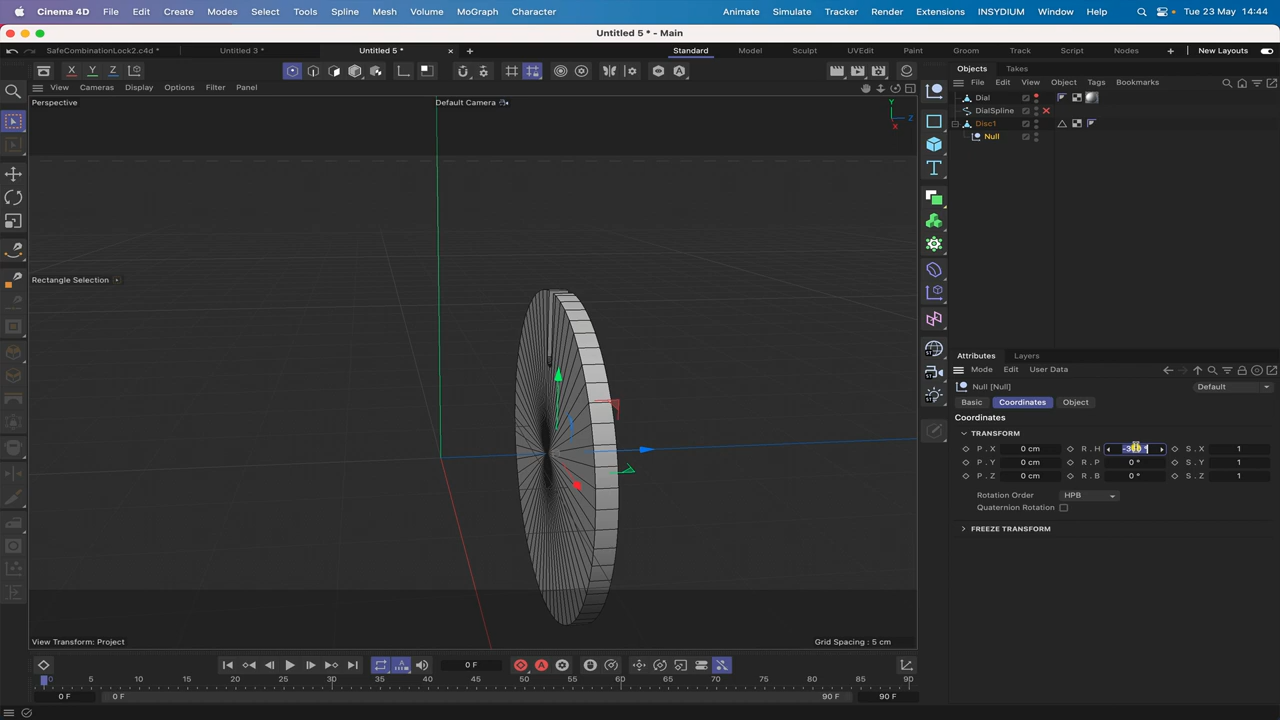 Cinema 4D File Edit Create Modes Select Tools Spline Mesh Volume MoGraph Character Animate Simulate Tracker Render Extensions INSYDIUM Window Help Tue 23 May 14:44
Untitled 5 * - Main
SafeCombinationLock2.c4d * Untitled 3 * Untitled 5 * Standard Model Sculpt UVEdit Paint Groom Track Script Nodes New Layouts
X Y Z
Objects Takes
View Cameras Display Options Filter Panel File Edit View Object Tags Bookmarks
Perspective Default Camera Y Z X
Dial
DialSpline
Disc1
Null
Rectangle Selection
Attributes Layers
Mode Edit User Data
Null [Null] Default
Basic Coordinates Object
Coordinates
TRANSFORM
P . X 0 cm R . H S . X 1
P . Y 0 cm R . P 0 ° S . Y 1
P . Z 0 cm R . B 0 ° S . Z 1
Rotation Order HPB
Quaternion Rotation
FREEZE TRANSFORM
View Transform: Project Grid Spacing : 5 cm
0 F
0 5 10 15 20 25 30 35 40 45 50 55 60 65 70 75 80 85 90
0 F 0 F 90 F 90 F